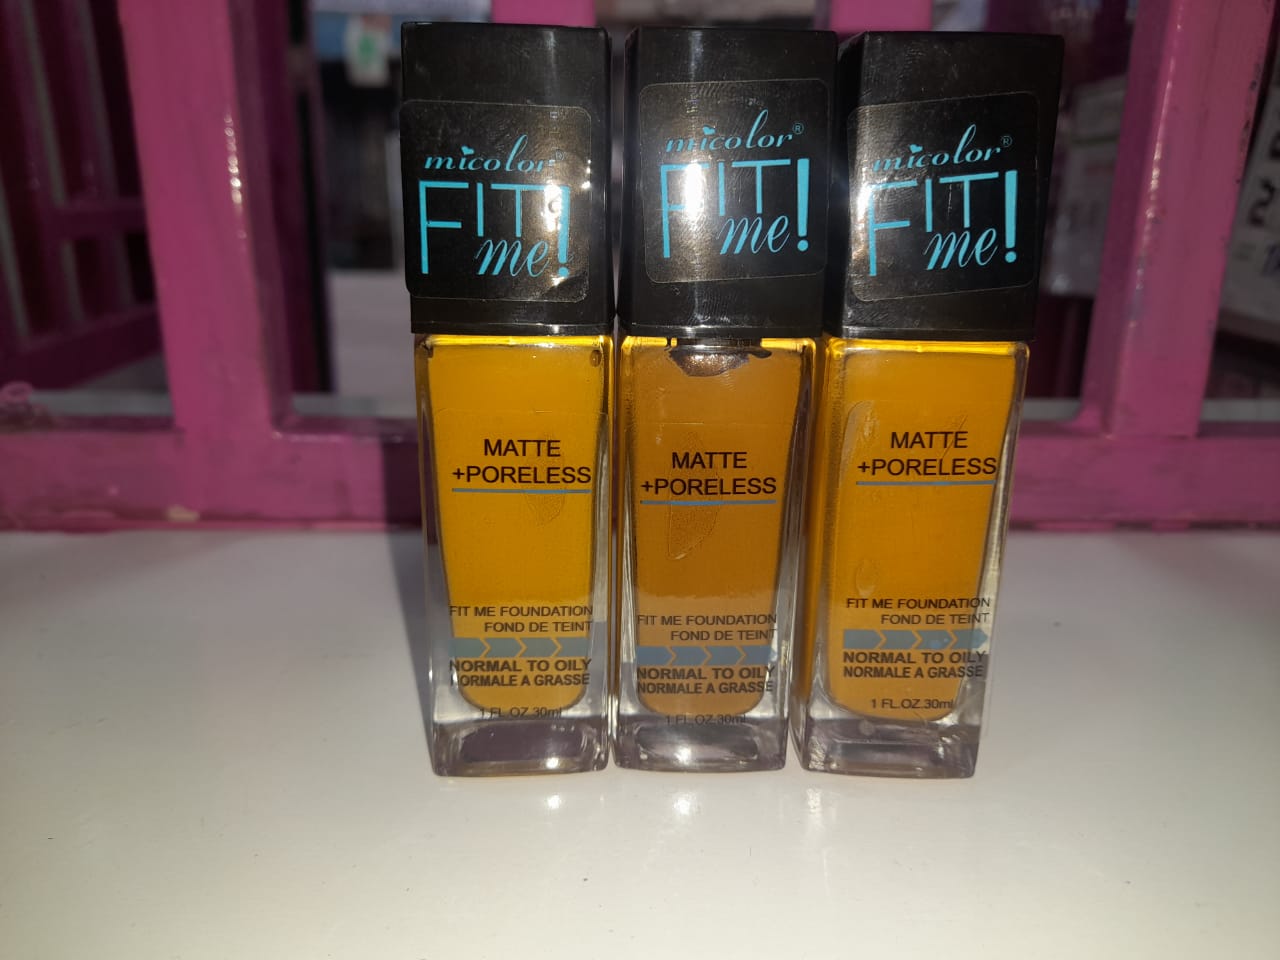 micolor®
FIT
me!
MATTE
+PORELESS
FIT ME FOUNDATION
FOND DE TEINT
NORMAL TO OILY
NORMALE A GRASSE
1 FL.OZ.30ml
micolor®
FIT
me!
MATTE
+PORELESS
FIT ME FOUNDATION
FOND DE TEINT
NORMAL TO OILY
NORMALE A GRASSE
1 FL.OZ.30ml
micolor®
FIT
me!
MATTE
+PORELESS
FIT ME FOUNDATION
FOND DE TEINT
NORMAL TO OILY
NORMALE A GRASSE
1 FL.OZ.30ml